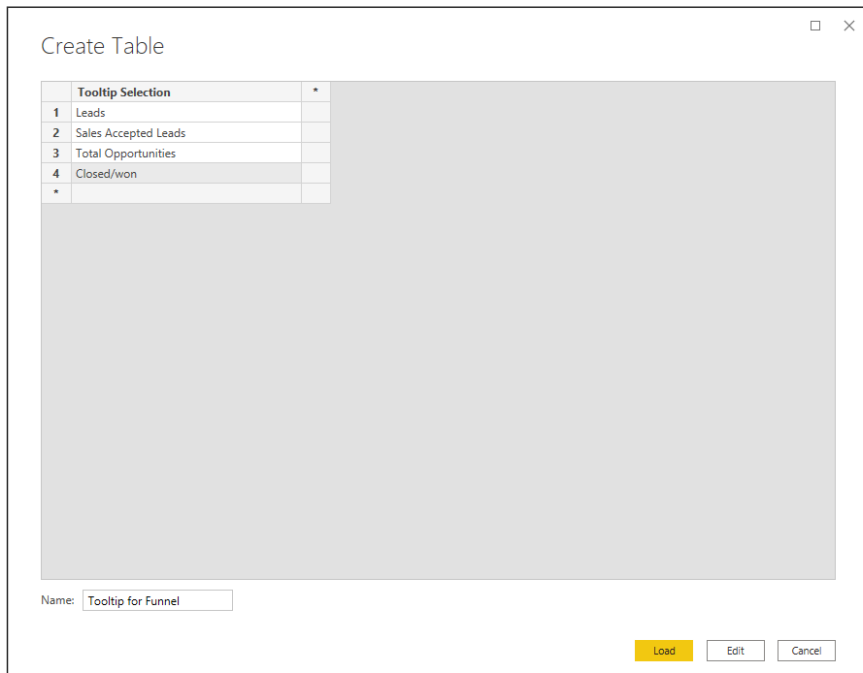 Create Table
Tooltip Selection *
1 Leads
2 Sales Accepted Leads
3 Total Opportunities
4 Closed/won
*
Name: Tooltip for Funnel
Load Edit Cancel